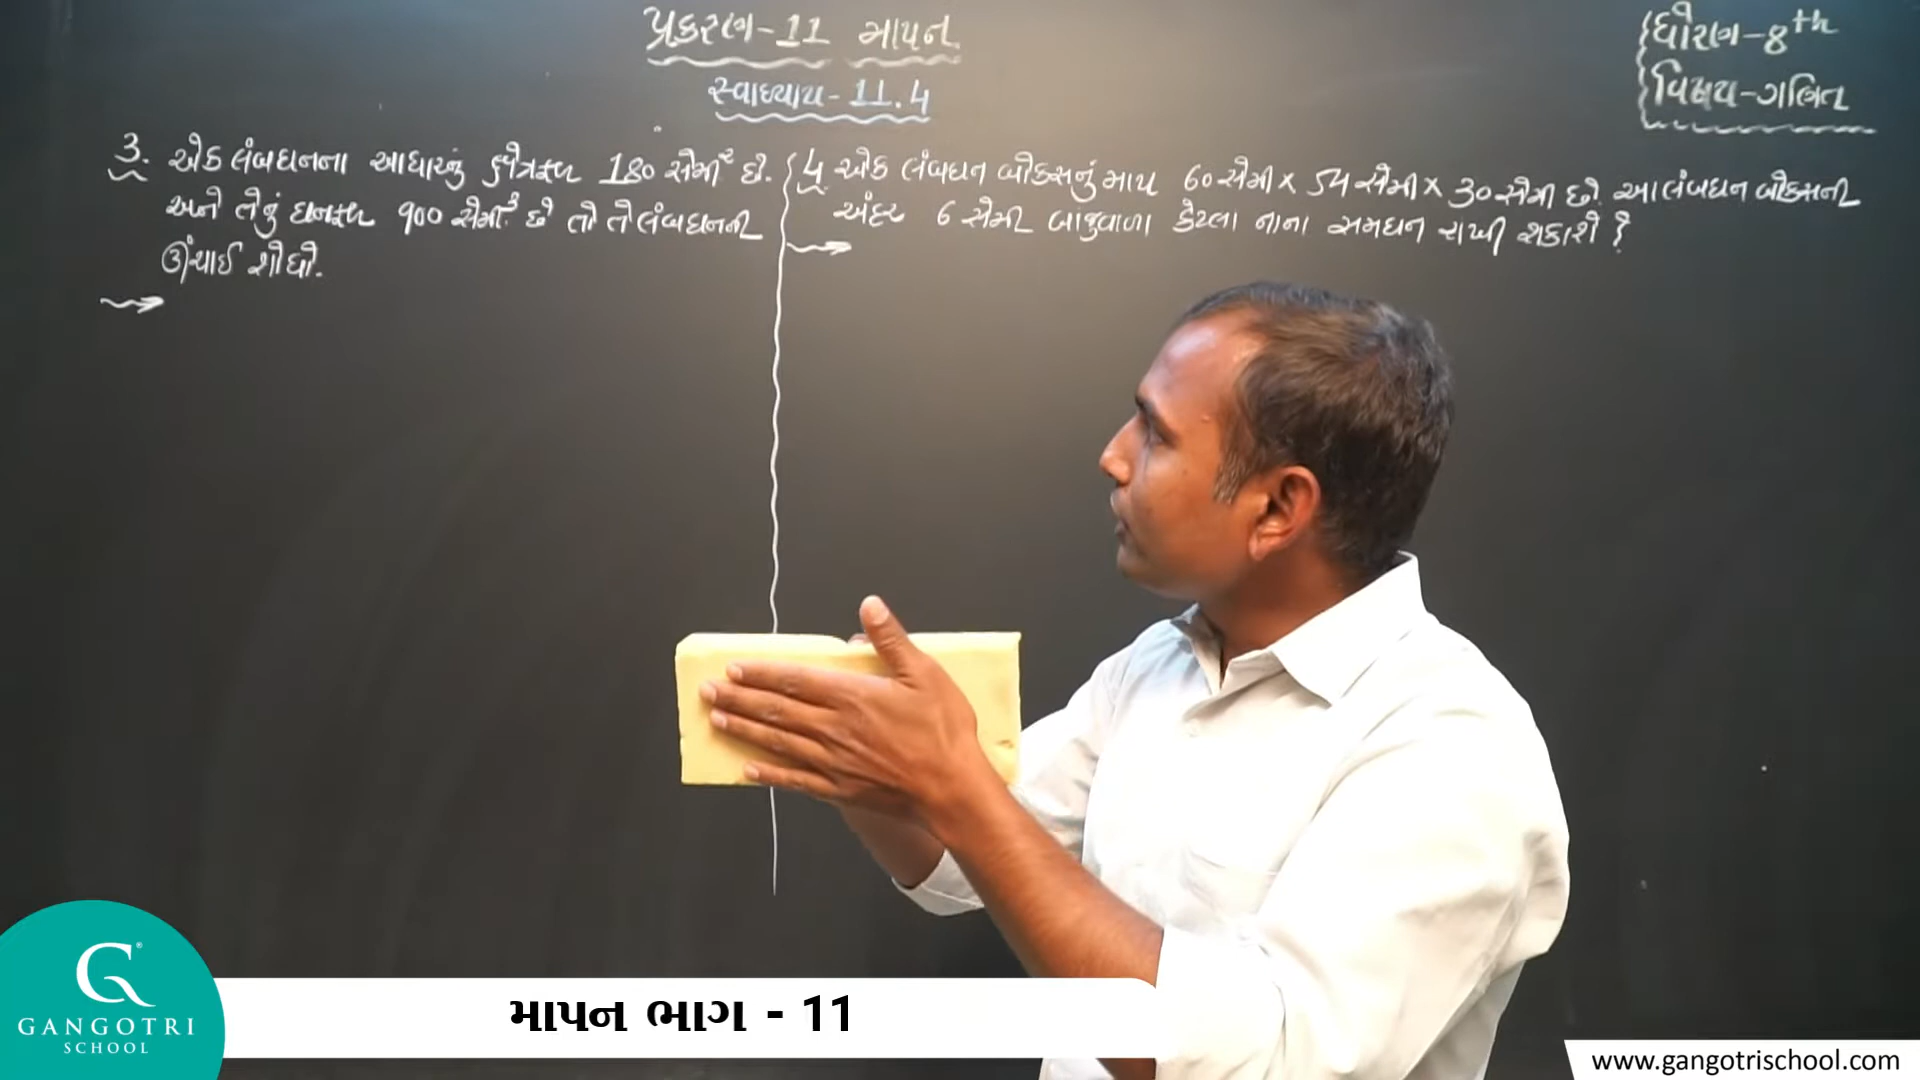 પ્રકરણ-11 માપન
સ્વાધ્યાય-11.4
ધોરણ-8th
વિષય-ગણિત
3. એક લંબઘનના આધારનું ક્ષેત્રફળ 180 સેમી² છે.
અને તેનું ઘનફળ ૧૦૦ સેમી³ છે તો તે લંબઘનની
ઊંચાઈ શોધો.
4 એક લંબઘન બોક્સનું માપ 60 સેમી × 54 સેમી × 30 સેમી છે. આ લંબઘન બોક્સની
અંદર 6 સેમી બાજુવાળા કેટલા નાના સમઘન રાખી શકાશે ?
માપન ભાગ - 11
G®
GANGOTRI
SCHOOL
www.gangotrischool.com